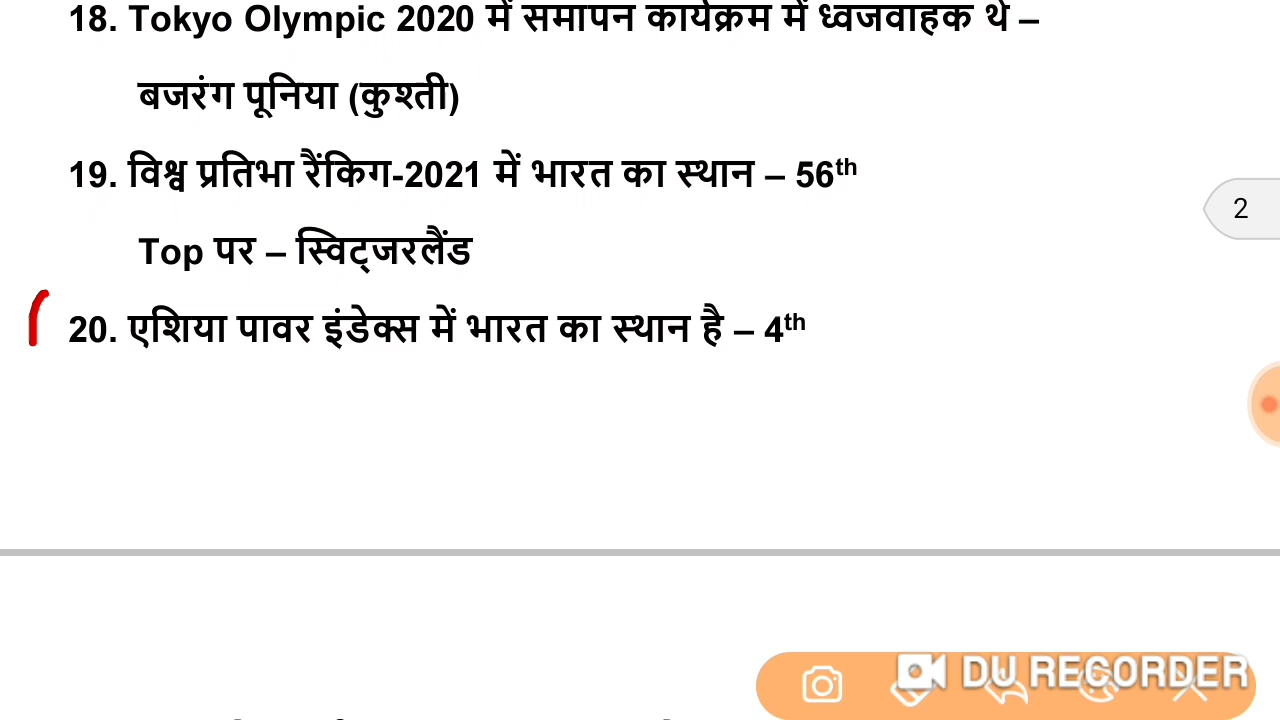 18. Tokyo Olympic 2020 में समापन कार्यक्रम में ध्वजवाहक थे –
बजरंग पूनिया (कुश्ती)
19. विश्व प्रतिभा रैंकिग-2021 में भारत का स्थान – 56th
2
Top पर – स्विट्जरलैंड
20. एशिया पावर इंडेक्स में भारत का स्थान है – 4th
DU RECORDER